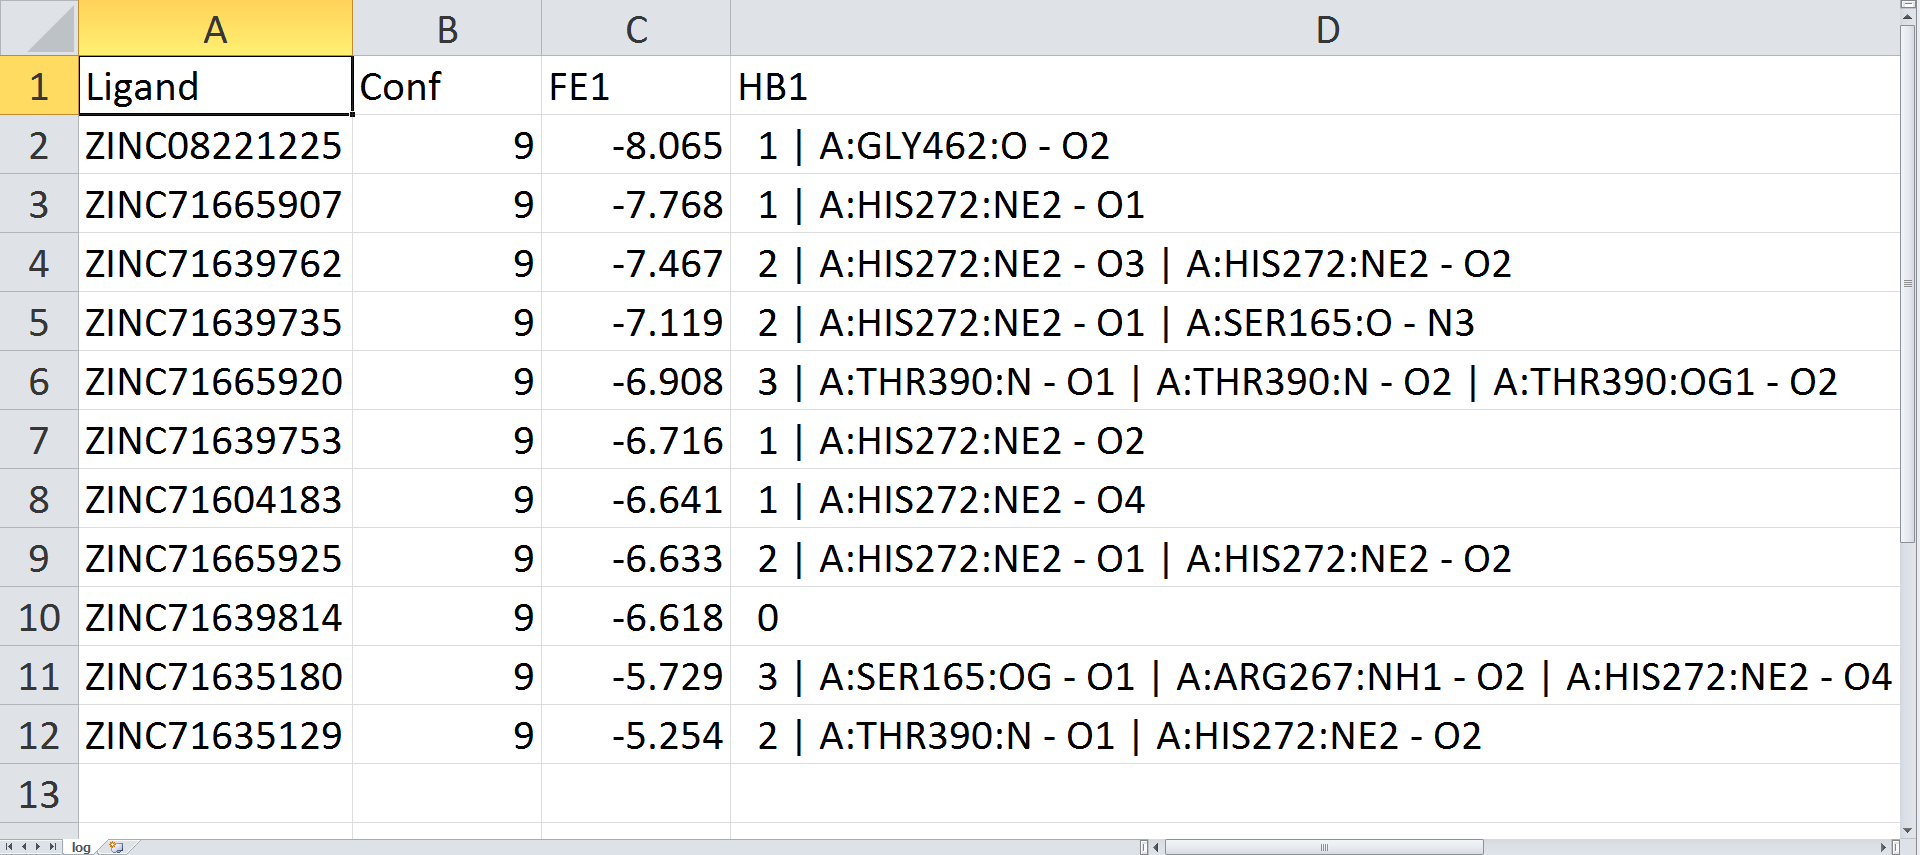 A B C D
1 Ligand Conf FE1 HB1
2 ZINC08221225 9 -8.065 1 | A:GLY462:O - O2
3 ZINC71665907 9 -7.768 1 | A:HIS272:NE2 - O1
4 ZINC71639762 9 -7.467 2 | A:HIS272:NE2 - O3 | A:HIS272:NE2 - O2
5 ZINC71639735 9 -7.119 2 | A:HIS272:NE2 - O1 | A:SER165:O - N3
6 ZINC71665920 9 -6.908 3 | A:THR390:N - O1 | A:THR390:N - O2 | A:THR390:OG1 - O2
7 ZINC71639753 9 -6.716 1 | A:HIS272:NE2 - O2
8 ZINC71604183 9 -6.641 1 | A:HIS272:NE2 - O4
9 ZINC71665925 9 -6.633 2 | A:HIS272:NE2 - O1 | A:HIS272:NE2 - O2
10 ZINC71639814 9 -6.618 0
11 ZINC71635180 9 -5.729 3 | A:SER165:OG - O1 | A:ARG267:NH1 - O2 | A:HIS272:NE2 - O4
12 ZINC71635129 9 -5.254 2 | A:THR390:N - O1 | A:HIS272:NE2 - O2
13
log